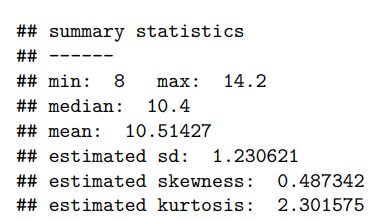 ## summary statistics
## ------
## min:  8   max:  14.2
## median:  10.4
## mean:  10.51427
## estimated sd:  1.230621
## estimated skewness:  0.487342
## estimated kurtosis:  2.301575